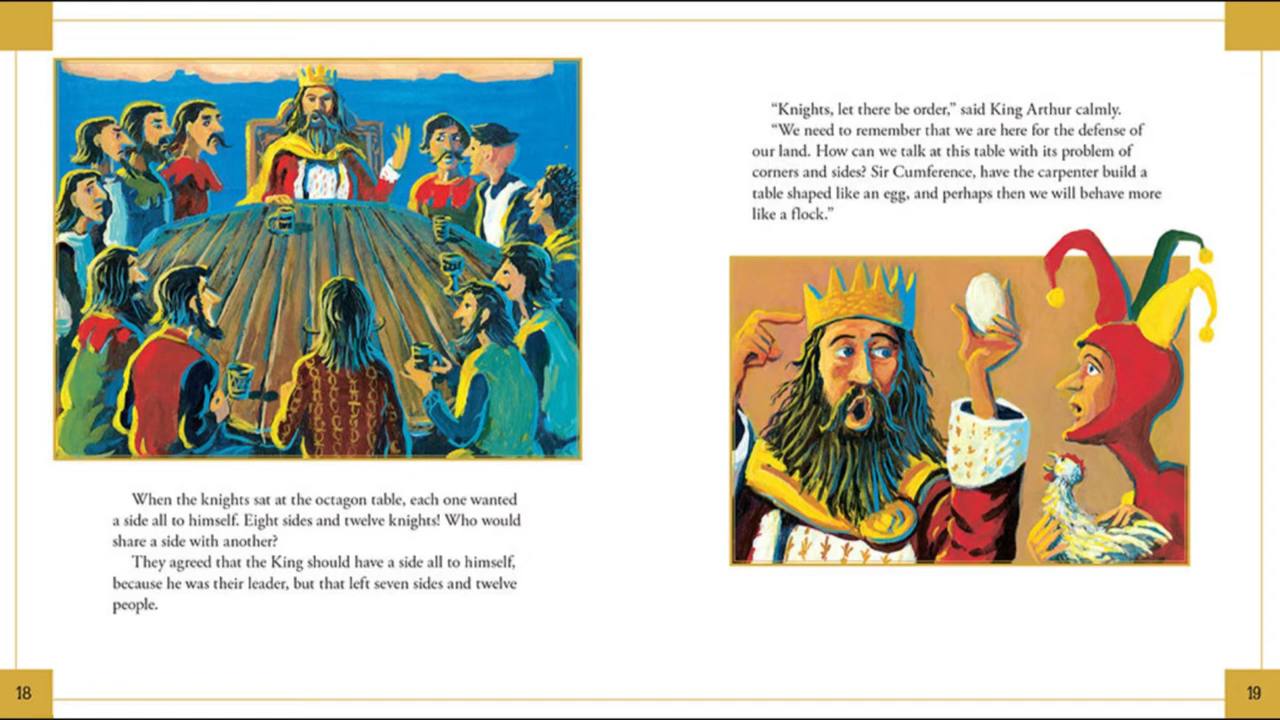 When the knights sat at the octagon table, each one wanted
a side all to himself. Eight sides and twelve knights! Who would
share a side with another?
They agreed that the King should have a side all to himself,
because he was their leader, but that left seven sides and twelve
people.
18
“Knights, let there be order,” said King Arthur calmly.
“We need to remember that we are here for the defense of
our land. How can we talk at this table with its problem of
corners and sides? Sir Cumference, have the carpenter build a
table shaped like an egg, and perhaps then we will behave more
like a flock.”
19